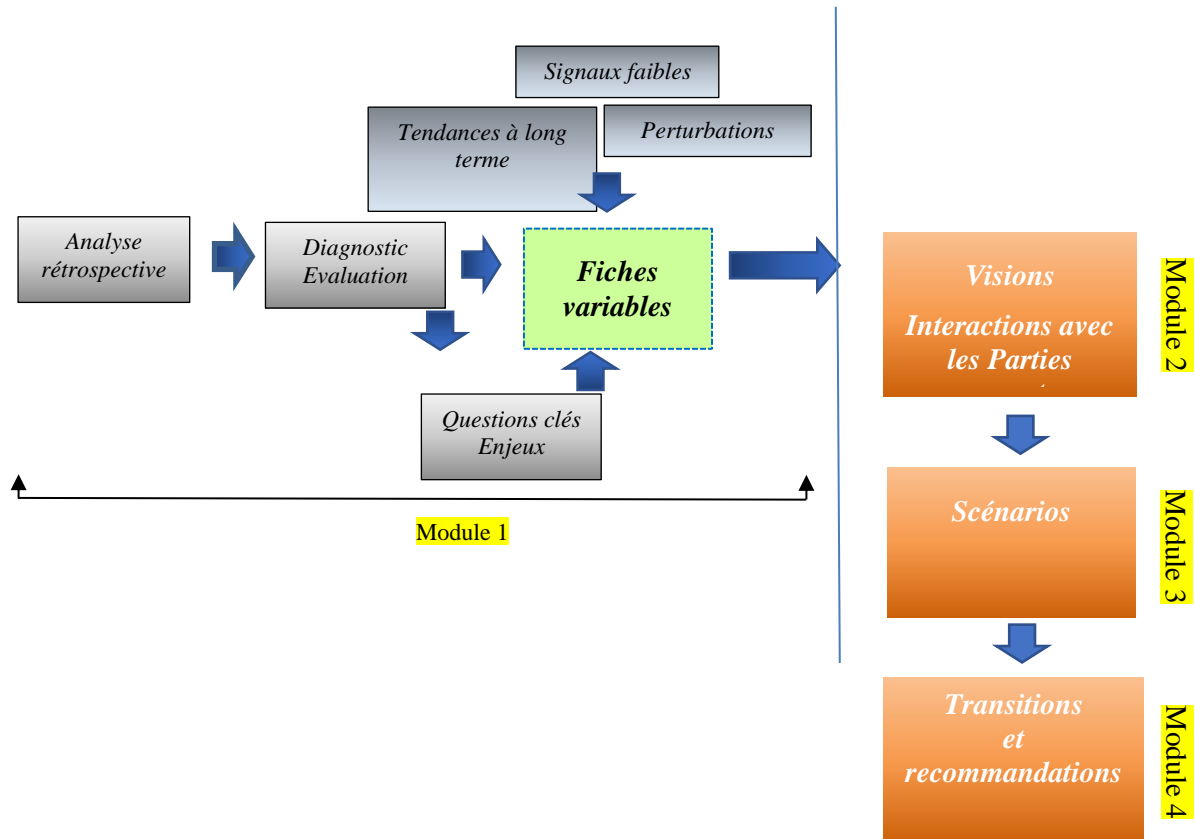 Signaux faibles
Tendances à long
terme
Perturbations
Analyse
rétrospective
Diagnostic
Evaluation
Fiches
variables
Questions clés
Enjeux
Module 1
Visions
Interactions avec
les Parties
Module 2
Scénarios
Module 3
Transitions
et
recommandations
Module 4